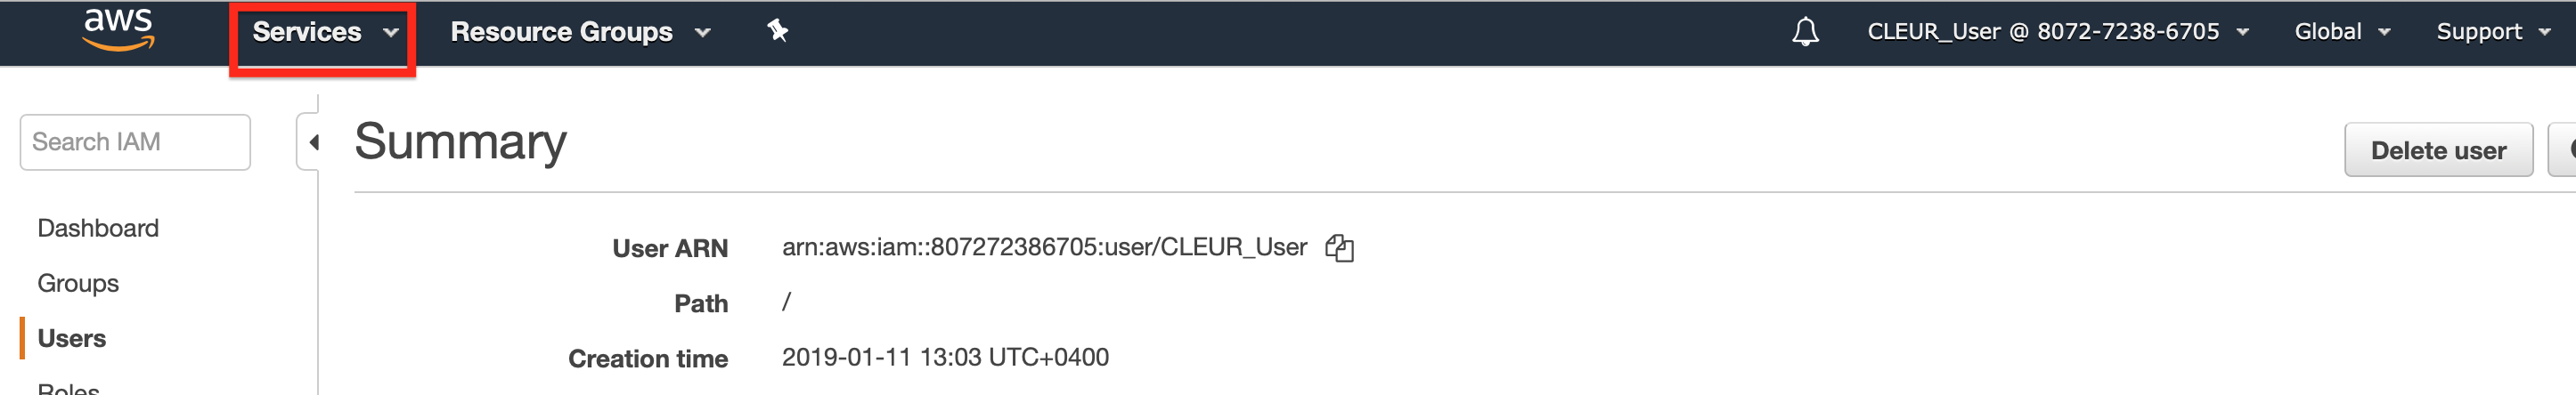 aws Services Resource Groups CLEUR_User @ 8072-7238-6705 Global Support
Search IAM
Summary
Delete user
Dashboard
Groups
Users
Roles
User ARN arn:aws:iam::807272386705:user/CLEUR_User
Path /
Creation time 2019-01-11 13:03 UTC+0400